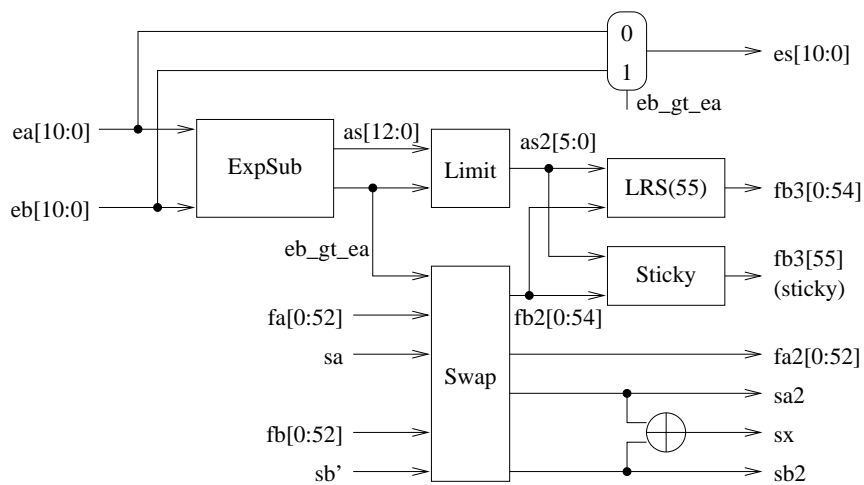 0
es[10:0]
1
eb_gt_ea
ea[10:0]
as[12:0]
as2[5:0]
ExpSub
Limit
LRS(55)
fb3[0:54]
eb[10:0]
eb_gt_ea
Sticky
fb3[55]
(sticky)
fa[0:52]
fb2[0:54]
sa
Swap
fa2[0:52]
sa2
fb[0:52]
sx
sb'
sb2